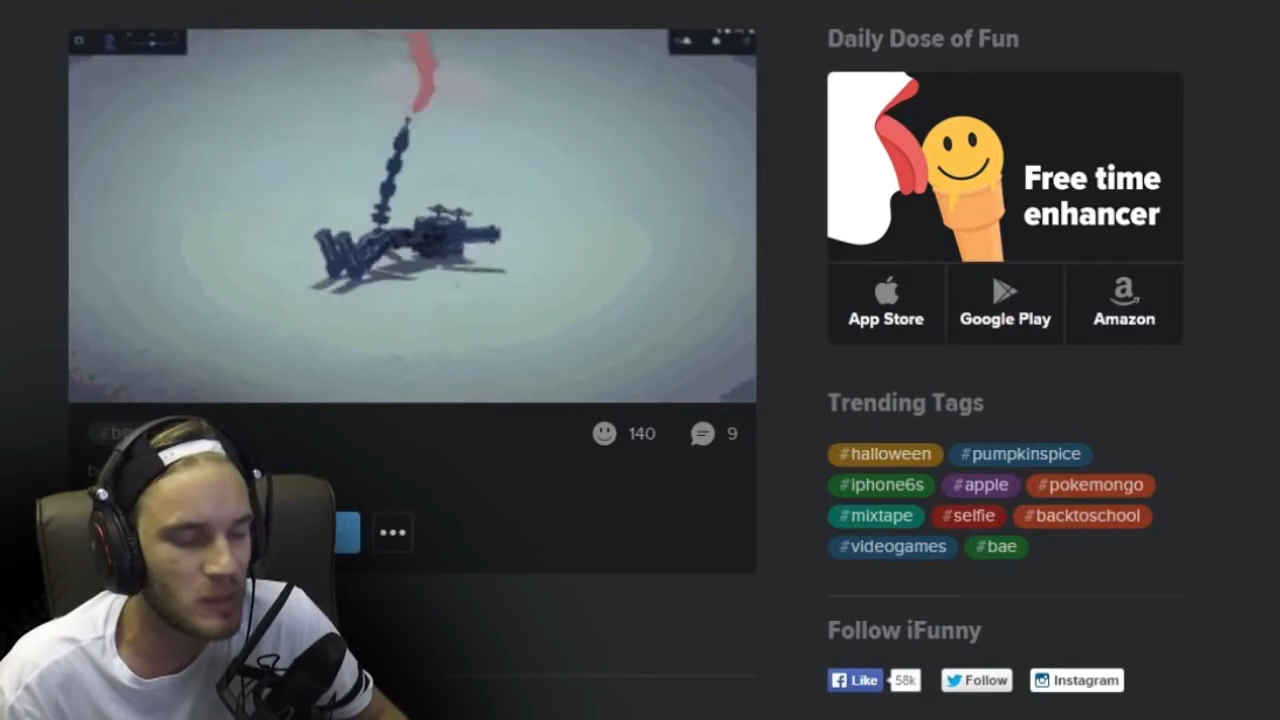 Daily Dose of Fun
Free time
enhancer
App Store
Google Play
Amazon
140
9
Trending Tags
#halloween
#pumpkinspice
#iphone6s
#apple
#pokemongo
#mixtape
#selfie
#backtoschool
#videogames
#bae
Follow iFunny
Like
58k
Follow
Instagram